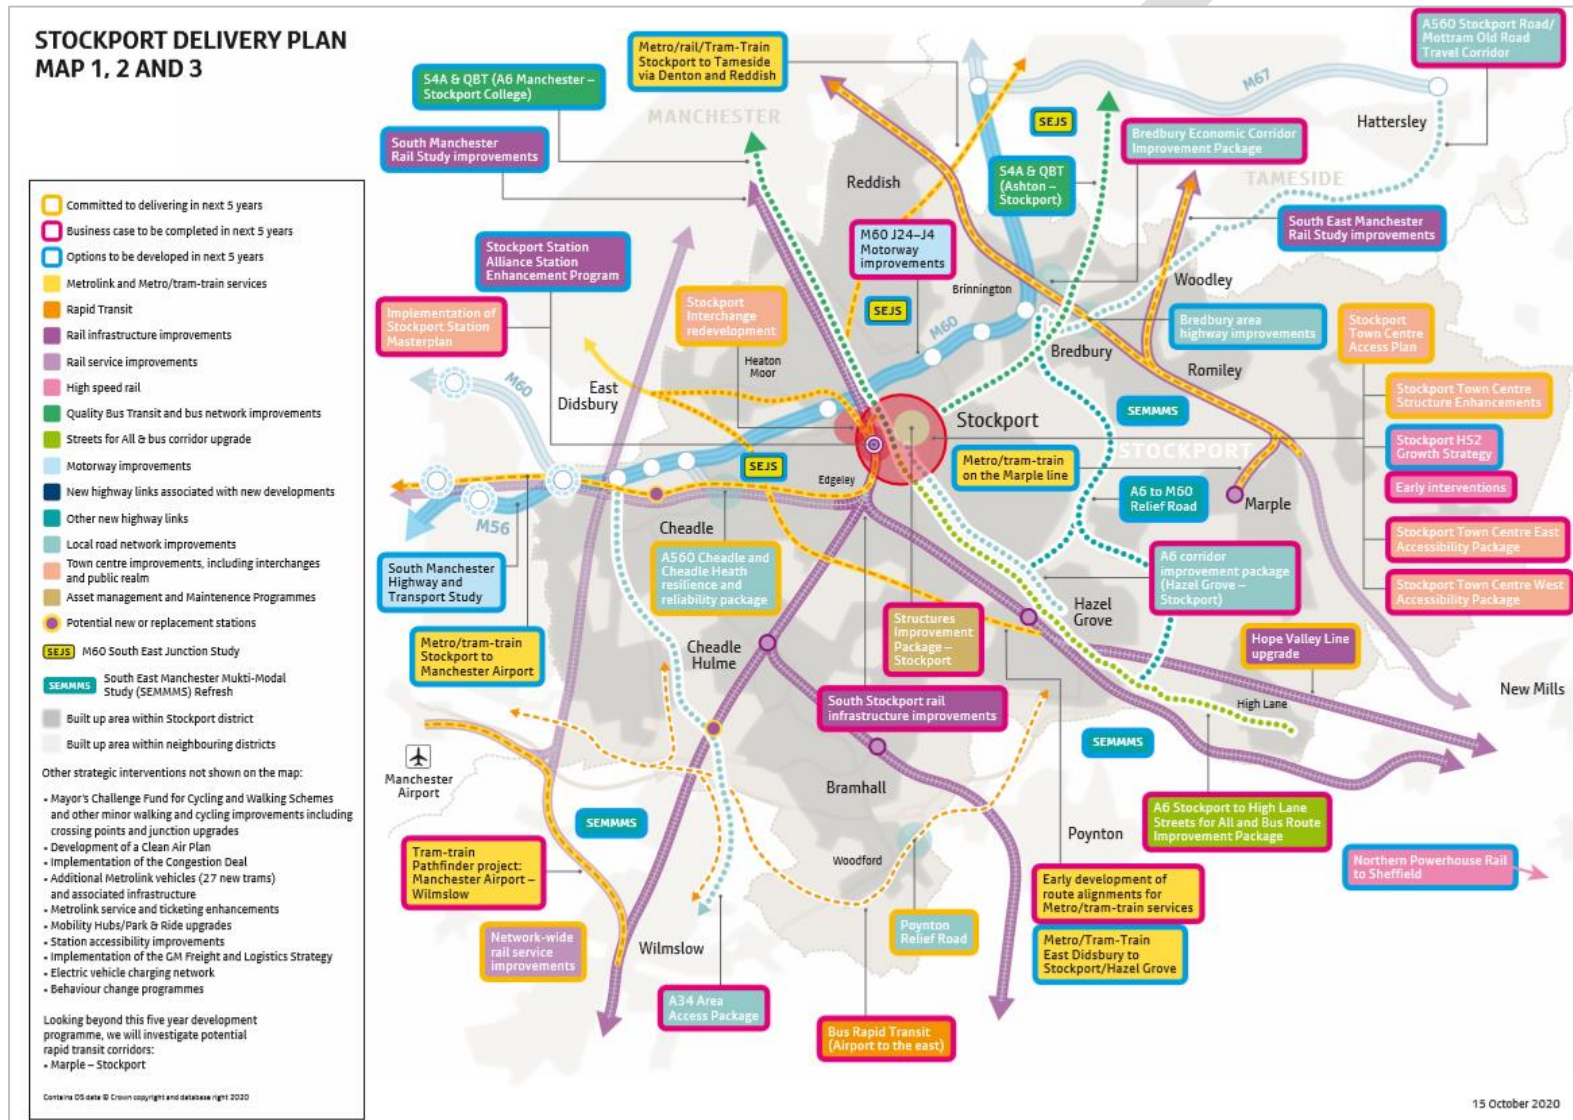 STOCKPORT DELIVERY PLAN
MAP 1, 2 AND 3
Committed to delivering in next 5 years
Business case to be completed in next 5 years
Options to be developed in next 5 years
Metrolink and Metro/tram-train services
Rapid Transit
Rail infrastructure improvements
Rail service improvements
High speed rail
Quality Bus Transit and bus network improvements
Streets for All & bus corridor upgrade
Motorway improvements
New highway links associated with new developments
Other new highway links
Local road network improvements
Town centre improvements, including interchanges
and public realm
Asset management and Maintenence Programmes
Potential new or replacement stations
SEJS M60 South East Junction Study
SEMMMS South East Manchester Mukti-Modal
Study (SEMMMS) Refresh
Built up area within Stockport district
Built up area within neighbouring districts
Other strategic interventions not shown on the map:
• Mayor's Challenge Fund for Cycling and Walking Schemes
and other minor walking and cycling improvements including
crossing points and junction upgrades
• Development of a Clean Air Plan
• Implementation of the Congestion Deal
• Additional Metrolink vehicles (27 new trams)
and associated infrastructure
• Metrolink service and ticketing enhancements
• Mobility Hubs/Park & Ride upgrades
• Station accessibility improvements
• Implementation of the GM Freight and Logistics Strategy
• Electric vehicle charging network
• Behaviour change programmes
Looking beyond this five year development
programme, we will investigate potential
rapid transit corridors:
• Marple – Stockport
Contains OS data © Crown copyright and database right 2020
S4A & QBT (A6 Manchester –
Stockport College)
South Manchester
Rail Study improvements
Metro/rail/Tram-Train
Stockport to Tameside
via Denton and Reddish
MANCHESTER
Reddish
SEJS
S4A & QBT
(Ashton –
Stockport)
Bredbury Economic Corridor
Improvement Package
A560 Stockport Road/
Mottram Old Road
Travel Corridor
M67
Hattersley
TAMESIDE
South East Manchester
Rail Study improvements
Woodley
Stockport Station
Alliance Station
Enhancement Program
M60 J24–J4
Motorway
improvements
Brinnington
Implementation of
Stockport Station
Masterplan
Stockport
Interchange
redevelopment
SEJS
M60
Bredbury area
highway improvements
Stockport
Town Centre
Access Plan
Heaton
Moor
Bredbury
Romiley
M60
East
Didsbury
Stockport
SEMMMS
STOCKPORT
Stockport Town Centre
Structure Enhancements
Stockport HS2
Growth Strategy
Early interventions
Stockport Town Centre East
Accessibility Package
Stockport Town Centre West
Accessibility Package
SEJS
Edgeley
Metro/tram-train
on the Marple line
A6 to M60
Relief Road
Marple
M56
Cheadle
South Manchester
Highway and
Transport Study
A560 Cheadle and
Cheadle Heath
resilience and
reliability package
A6 corridor
improvement package
(Hazel Grove –
Stockport)
Hazel
Grove
Metro/tram-train
Stockport to
Manchester Airport
Cheadle
Hulme
Structures
Improvement
Package –
Stockport
Hope Valley Line
upgrade
New Mills
High Lane
South Stockport rail
infrastructure improvements
SEMMMS
Manchester
Airport
Bramhall
SEMMMS
Poynton
A6 Stockport to High Lane
Streets for All and Bus Route
Improvement Package
Tram-train
Pathfinder project:
Manchester Airport –
Wilmslow
Woodford
Early development of
route alignments for
Metro/tram-train services
Northern Powerhouse Rail
to Sheffield
Network-wide
rail service
improvements
Wilmslow
Poynton
Relief Road
Metro/Tram-Train
East Didsbury to
Stockport/Hazel Grove
A34 Area
Access Package
Bus Rapid Transit
(Airport to the east)
15 October 2020